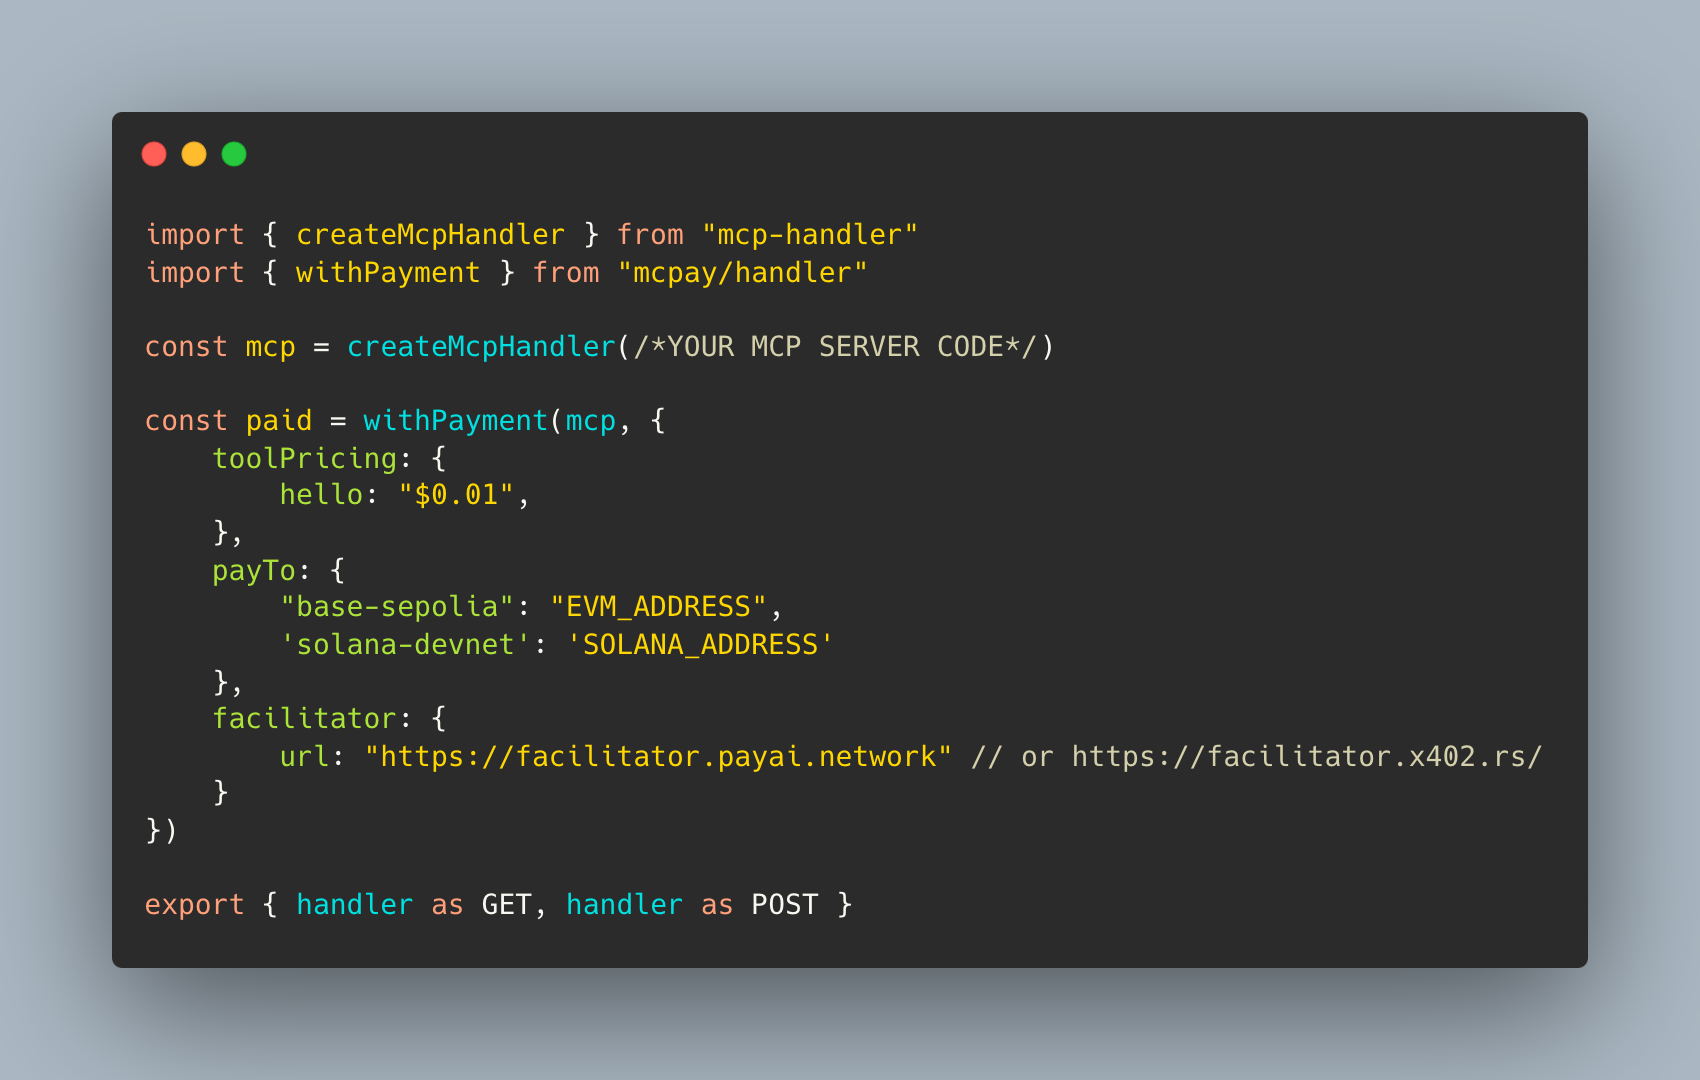 import { createMcpHandler } from "mcp-handler"
import { withPayment } from "mcpay/handler"
const mcp = createMcpHandler(/*YOUR MCP SERVER CODE*/)
const paid = withPayment(mcp, {
    toolPricing: {
        hello: "$0.01",
    },
    payTo: {
        "base-sepolia": "EVM_ADDRESS",
        'solana-devnet': 'SOLANA_ADDRESS'
    },
    facilitator: {
        url: "https://facilitator.payai.network" // or https://facilitator.x402.rs/
    }
})
export { handler as GET, handler as POST }